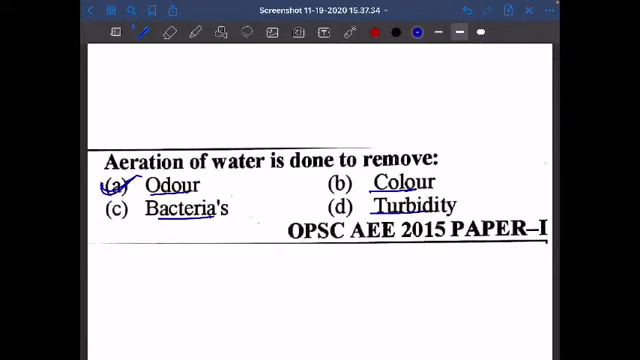 Screenshot 11-19-2020 15.37.34
Aeration of water is done to remove:
(a) Odour (b) Colour
(c) Bacteria's (d) Turbidity
OPSC AEE 2015 PAPER–I